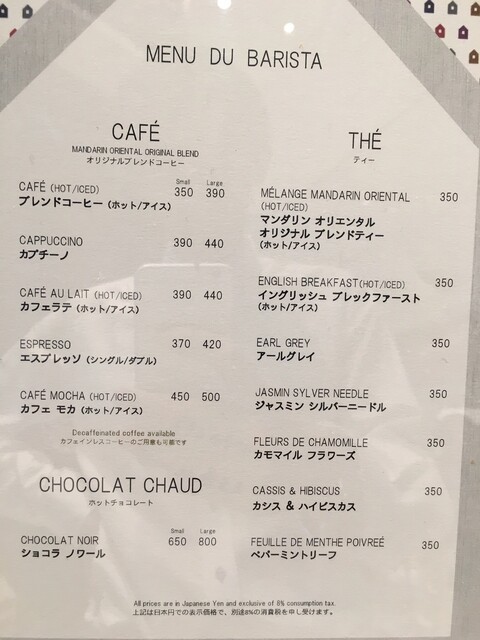 MENU DU BARISTA
CAFÉ
MANDARIN ORIENTAL ORIGINAL BLEND
オリジナルブレンドコーヒー
Small Large
CAFÉ (HOT/ICED) 350 390
ブレンドコーヒー (ホット/アイス)
CAPPUCCINO 390 440
カプチーノ
CAFÉ AU LAIT (HOT/ICED) 390 440
カフェラテ (ホット/アイス)
ESPRESSO 370 420
エスプレッソ (シングル/ダブル)
CAFÉ MOCHA (HOT/ICED) 450 500
カフェ モカ (ホット/アイス)
Decaffeinated coffee available
カフェインレスコーヒーのご用意も可能です
CHOCOLAT CHAUD
ホットチョコレート
Small Large
CHOCOLAT NOIR 650 800
ショコラ ノワール
THÉ
ティー
MÉLANGE MANDARIN ORIENTAL 350
(HOT/ICED)
マンダリン オリエンタル
オリジナル ブレンドティー
(ホット/アイス)
ENGLISH BREAKFAST(HOT/ICED) 350
イングリッシュ ブレックファースト
(ホット/アイス)
EARL GREY 350
アールグレイ
JASMIN SYLVER NEEDLE 350
ジャスミン シルバーニードル
FLEURS DE CHAMOMILLE 350
カモマイル フラワーズ
CASSIS & HIBISCUS 350
カシス & ハイビスカス
FEUILLE DE MENTHE POIVREÉ 350
ペパーミントリーフ
All prices are in Japanese Yen and exclusive of 8% consumption tax.
上記は日本円での表示価格で、別途8%の消費税を申し受けます。